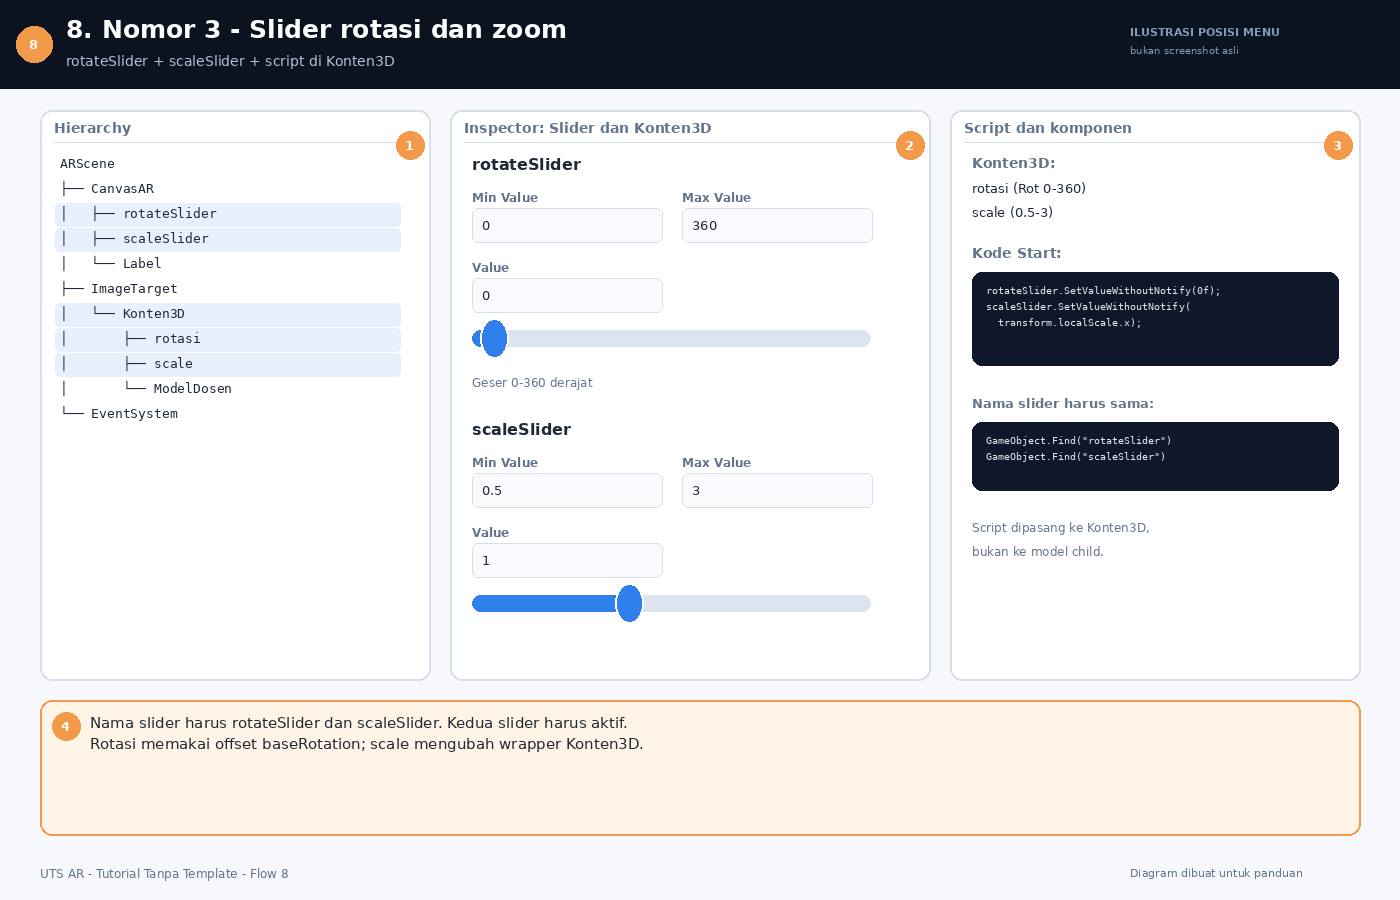 8
8. Nomor 3 - Slider rotasi dan zoom
rotateSlider + scaleSlider + script di Konten3D
ILUSTRASI POSISI MENU
bukan screenshot asli
Hierarchy
1
ARScene
├── CanvasAR
│   ├── rotateSlider
│   ├── scaleSlider
│   └── Label
├── ImageTarget
│   └── Konten3D
│       ├── rotasi
│       ├── scale
│       └── ModelDosen
└── EventSystem
Inspector: Slider dan Konten3D
2
rotateSlider
Min Value Max Value
0 360
Value
0
Geser 0-360 derajat
scaleSlider
Min Value Max Value
0.5 3
Value
1
Script dan komponen
3
Konten3D:
rotasi (Rot 0-360)
scale (0.5-3)
Kode Start:
rotateSlider.SetValueWithoutNotify(0f);
scaleSlider.SetValueWithoutNotify(
  transform.localScale.x);
Nama slider harus sama:
GameObject.Find("rotateSlider")
GameObject.Find("scaleSlider")
Script dipasang ke Konten3D,
bukan ke model child.
4
Nama slider harus rotateSlider dan scaleSlider. Kedua slider harus aktif.
Rotasi memakai offset baseRotation; scale mengubah wrapper Konten3D.
UTS AR - Tutorial Tanpa Template - Flow 8
Diagram dibuat untuk panduan